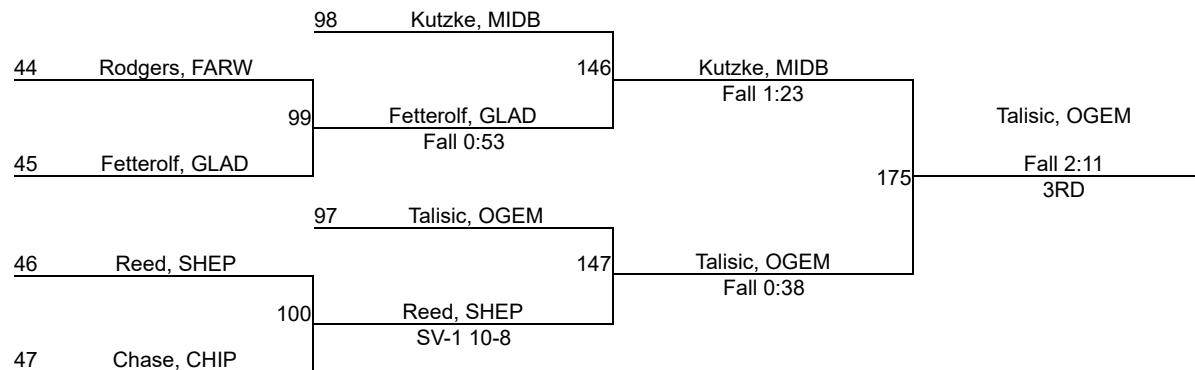 98 Kutzke, MIDB
44 Rodgers, FARW
146 Kutzke, MIDB
Fall 1:23
99 Fetterolf, GLAD
Fall 0:53
Talisic, OGEM
45 Fetterolf, GLAD
175 Fall 2:11
3RD
97 Talisic, OGEM
46 Reed, SHEP
147 Talisic, OGEM
Fall 0:38
100 Reed, SHEP
SV-1 10-8
47 Chase, CHIP